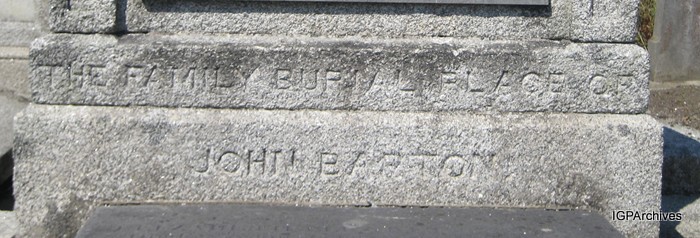 THE FAMILY BURIAL PLACE OF
JOHN BARTON
IGPArchives